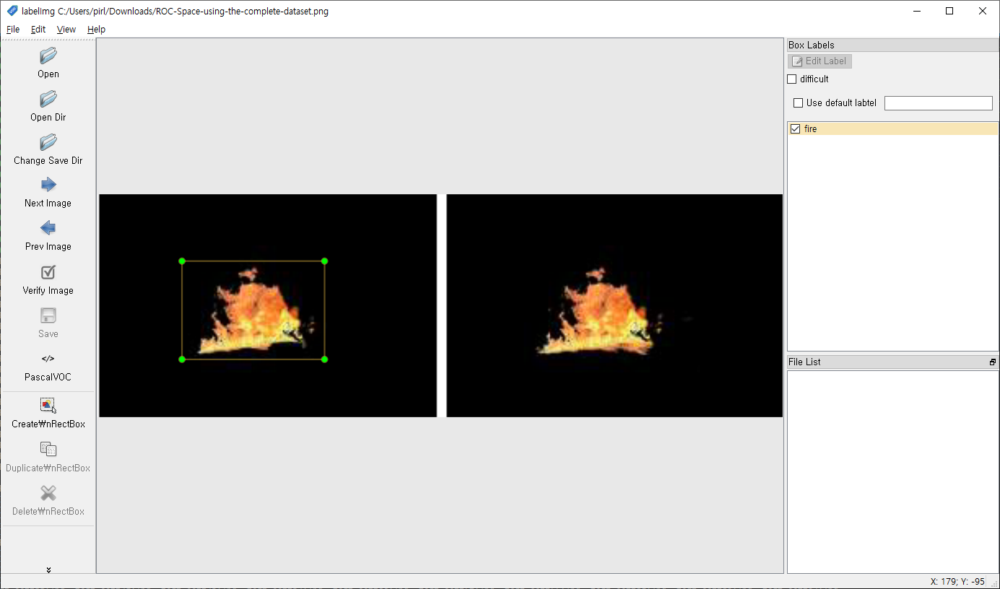 labelImg C:/Users/pirl/Downloads/ROC-Space-using-the-complete-dataset.png
File Edit View Help
Open
Open Dir
Change Save Dir
Next Image
Prev Image
Verify Image
Save
</>
PascalVOC
Create₩nRectBox
Duplicate₩nRectBox
Delete₩nRectBox
Box Labels
Edit Label
difficult
Use default labtel
fire
File List
X: 179; Y: -95